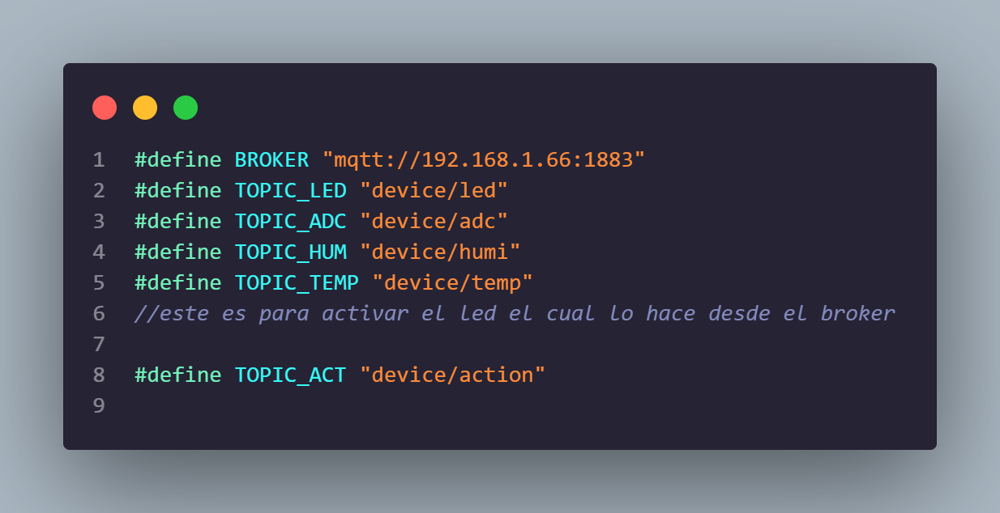 1 #define BROKER "mqtt://192.168.1.66:1883"
2 #define TOPIC_LED "device/led"
3 #define TOPIC_ADC "device/adc"
4 #define TOPIC_HUM "device/humi"
5 #define TOPIC_TEMP "device/temp"
6 //este es para activar el led el cual lo hace desde el broker
7
8 #define TOPIC_ACT "device/action"
9